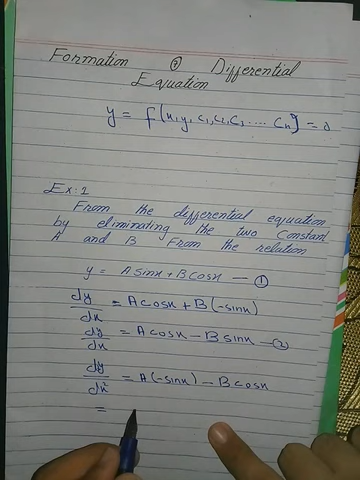 Formation of Differential
Equation
y = f(x, y, c1, c2, c3 .... cn) = 0
Ex: 1
From the differential equation
by eliminating the two Constant
A and B From the relation
y = A sinx + B cosx — ①
dy/dx = A cosx + B(-sinx)
dy/dx = A cosx - B sinx — ②
dy/dx² = A(-sinx) - B cosx
=